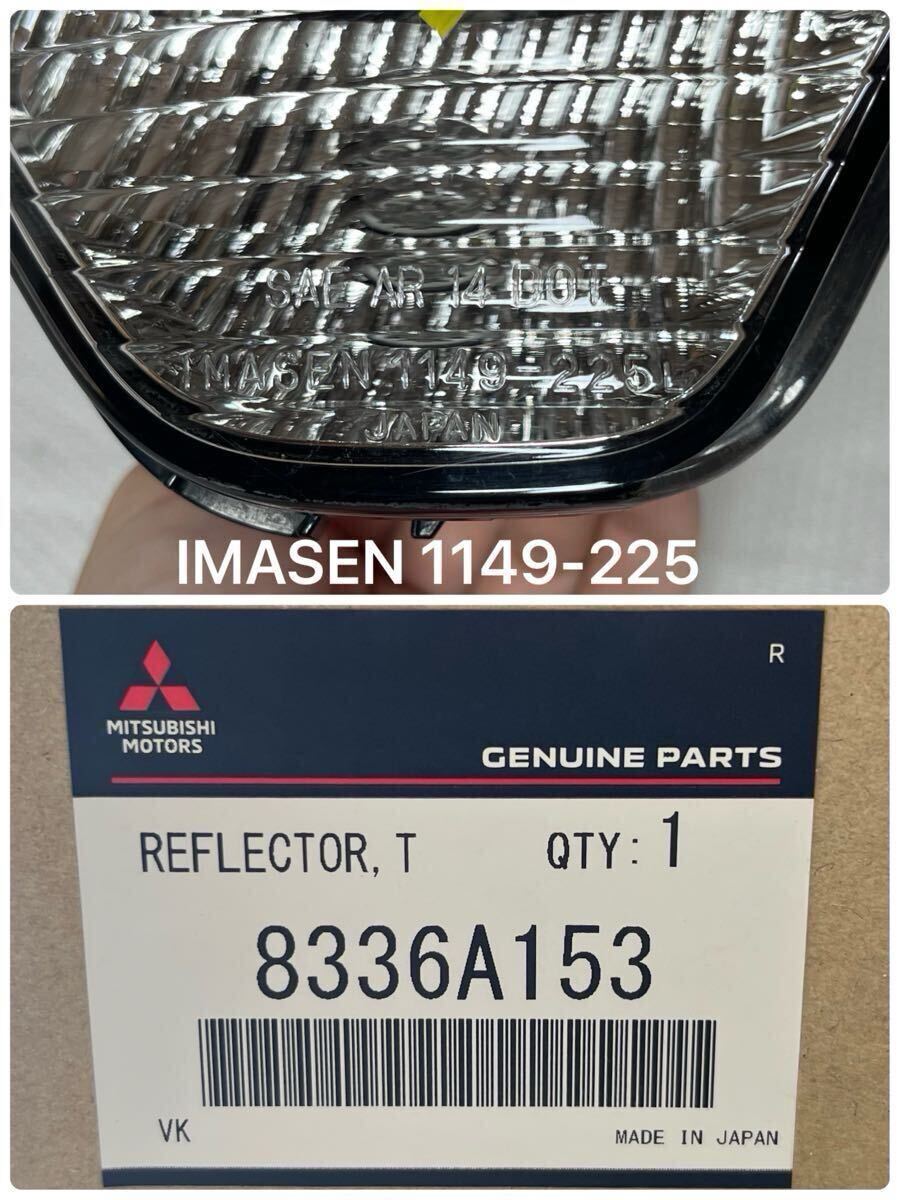 SAE AR 14 DOT
IMASEN 1149-225L
JAPAN
IMASEN 1149-225
R
MITSUBISHI
MOTORS
GENUINE PARTS
REFLECTOR, T QTY: 1
8336A153
VK MADE IN JAPAN